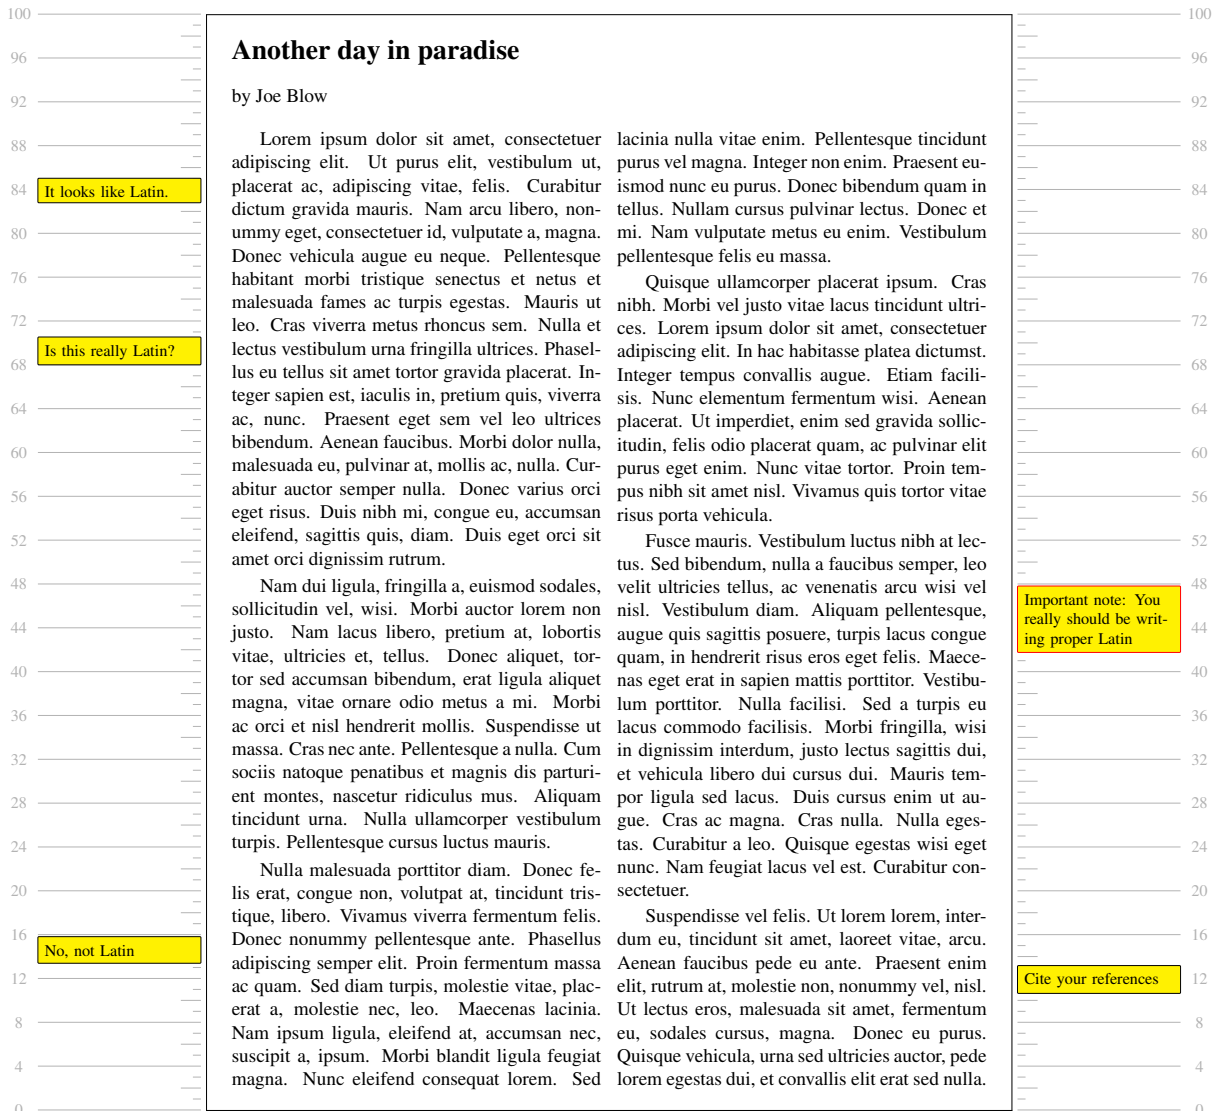 Another day in paradise
by Joe Blow
Lorem ipsum dolor sit amet, consectetuer
adipiscing elit. Ut purus elit, vestibulum ut,
placerat ac, adipiscing vitae, felis. Curabitur
dictum gravida mauris. Nam arcu libero, non-
ummy eget, consectetuer id, vulputate a, magna.
Donec vehicula augue eu neque. Pellentesque
habitant morbi tristique senectus et netus et
malesuada fames ac turpis egestas. Mauris ut
leo. Cras viverra metus rhoncus sem. Nulla et
lectus vestibulum urna fringilla ultrices. Phasel-
lus eu tellus sit amet tortor gravida placerat. In-
teger sapien est, iaculis in, pretium quis, viverra
ac, nunc. Praesent eget sem vel leo ultrices
bibendum. Aenean faucibus. Morbi dolor nulla,
malesuada eu, pulvinar at, mollis ac, nulla. Cur-
abitur auctor semper nulla. Donec varius orci
eget risus. Duis nibh mi, congue eu, accumsan
eleifend, sagittis quis, diam. Duis eget orci sit
amet orci dignissim rutrum.
Nam dui ligula, fringilla a, euismod sodales,
sollicitudin vel, wisi. Morbi auctor lorem non
justo. Nam lacus libero, pretium at, lobortis
vitae, ultricies et, tellus. Donec aliquet, tor-
tor sed accumsan bibendum, erat ligula aliquet
magna, vitae ornare odio metus a mi. Morbi
ac orci et nisl hendrerit mollis. Suspendisse ut
massa. Cras nec ante. Pellentesque a nulla. Cum
sociis natoque penatibus et magnis dis parturi-
ent montes, nascetur ridiculus mus. Aliquam
tincidunt urna. Nulla ullamcorper vestibulum
turpis. Pellentesque cursus luctus mauris.
Nulla malesuada porttitor diam. Donec fe-
lis erat, congue non, volutpat at, tincidunt tris-
tique, libero. Vivamus viverra fermentum felis.
Donec nonummy pellentesque ante. Phasellus
adipiscing semper elit. Proin fermentum massa
ac quam. Sed diam turpis, molestie vitae, plac-
erat a, molestie nec, leo. Maecenas lacinia.
Nam ipsum ligula, eleifend at, accumsan nec,
suscipit a, ipsum. Morbi blandit ligula feugiat
magna. Nunc eleifend consequat lorem. Sed
lacinia nulla vitae enim. Pellentesque tincidunt
purus vel magna. Integer non enim. Praesent eu-
ismod nunc eu purus. Donec bibendum quam in
tellus. Nullam cursus pulvinar lectus. Donec et
mi. Nam vulputate metus eu enim. Vestibulum
pellentesque felis eu massa.
Quisque ullamcorper placerat ipsum. Cras
nibh. Morbi vel justo vitae lacus tincidunt ultri-
ces. Lorem ipsum dolor sit amet, consectetuer
adipiscing elit. In hac habitasse platea dictumst.
Integer tempus convallis augue. Etiam facili-
sis. Nunc elementum fermentum wisi. Aenean
placerat. Ut imperdiet, enim sed gravida sollic-
itudin, felis odio placerat quam, ac pulvinar elit
purus eget enim. Nunc vitae tortor. Proin tem-
pus nibh sit amet nisl. Vivamus quis tortor vitae
risus porta vehicula.
Fusce mauris. Vestibulum luctus nibh at lec-
tus. Sed bibendum, nulla a faucibus semper, leo
velit ultricies tellus, ac venenatis arcu wisi vel
nisl. Vestibulum diam. Aliquam pellentesque,
augue quis sagittis posuere, turpis lacus congue
quam, in hendrerit risus eros eget felis. Maece-
nas eget erat in sapien mattis porttitor. Vestibu-
lum porttitor. Nulla facilisi. Sed a turpis eu
lacus commodo facilisis. Morbi fringilla, wisi
in dignissim interdum, justo lectus sagittis dui,
et vehicula libero dui cursus dui. Mauris tem-
por ligula sed lacus. Duis cursus enim ut au-
gue. Cras ac magna. Cras nulla. Nulla eges-
tas. Curabitur a leo. Quisque egestas wisi eget
nunc. Nam feugiat lacus vel est. Curabitur con-
sectetuer.
Suspendisse vel felis. Ut lorem lorem, inter-
dum eu, tincidunt sit amet, laoreet vitae, arcu.
Aenean faucibus pede eu ante. Praesent enim
elit, rutrum at, molestie non, nonummy vel, nisl.
Ut lectus eros, malesuada sit amet, fermentum
eu, sodales cursus, magna. Donec eu purus.
Quisque vehicula, urna sed ultricies auctor, pede
lorem egestas dui, et convallis elit erat sed nulla.
100
96
92
88
84
It looks like Latin.
80
76
72
Is this really Latin?
68
64
60
56
52
48
44
40
36
32
28
24
20
16
No, not Latin
12
8
4
0
100
96
92
88
84
80
76
72
68
64
60
56
52
48
Important note: You
really should be writ-
ing proper Latin
44
40
36
32
28
24
20
16
Cite your references
12
8
4
0